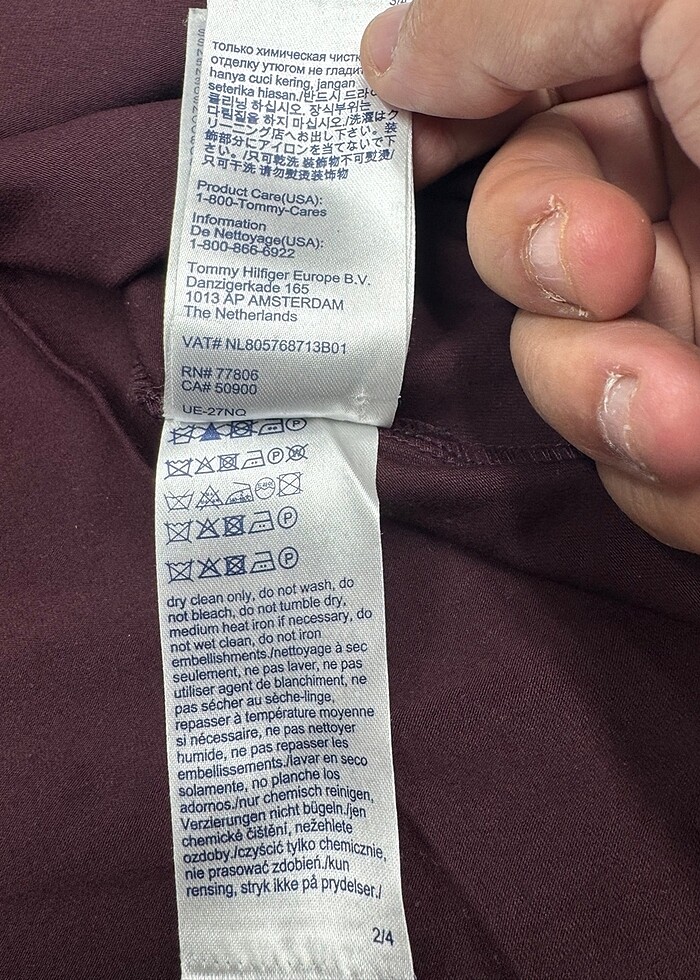 3/4
только химическая чистка
отделку утюгом не гладить
hanya cuci kering, jangan
seterika hiasan./반드시 드라이
클리닝 하십시오, 장식부위는
다림질을 하지 마십시오./洗濯はク
リーニング店へお出し下さい。装
飾部分にアイロンを当てないで下
さい。/只可乾洗 装飾物不可熨燙/
只可干洗 请勿熨烫装饰物
Product Care(USA):
1-800-Tommy-Cares
Information
De Nettoyage(USA):
1-800-866-6922
Tommy Hilfiger Europe B.V.
Danzigerkade 165
1013 AP AMSTERDAM
The Netherlands
VAT# NL805768713B01
RN# 77806
CA# 50900
UE-27NO
P
P W
P
P
dry clean only, do not wash, do
not bleach, do not tumble dry,
medium heat iron if necessary, do
not wet clean, do not iron
embellishments./nettoyage à sec
seulement, ne pas laver, ne pas
utiliser agent de blanchiment, ne
pas sécher au sèche-linge,
repasser à température moyenne
si nécessaire, ne pas nettoyer
humide, ne pas repasser les
embellissements./lavar en seco
solamente, no planche los
adornos./nur chemisch reinigen,
Verzierungen nicht bügeln./jen
chemické čištění, nežehlete
ozdoby./czyścić tylko chemicznie,
nie prasować zdobień./kun
rensing, stryk ikke på prydelser./
2/4